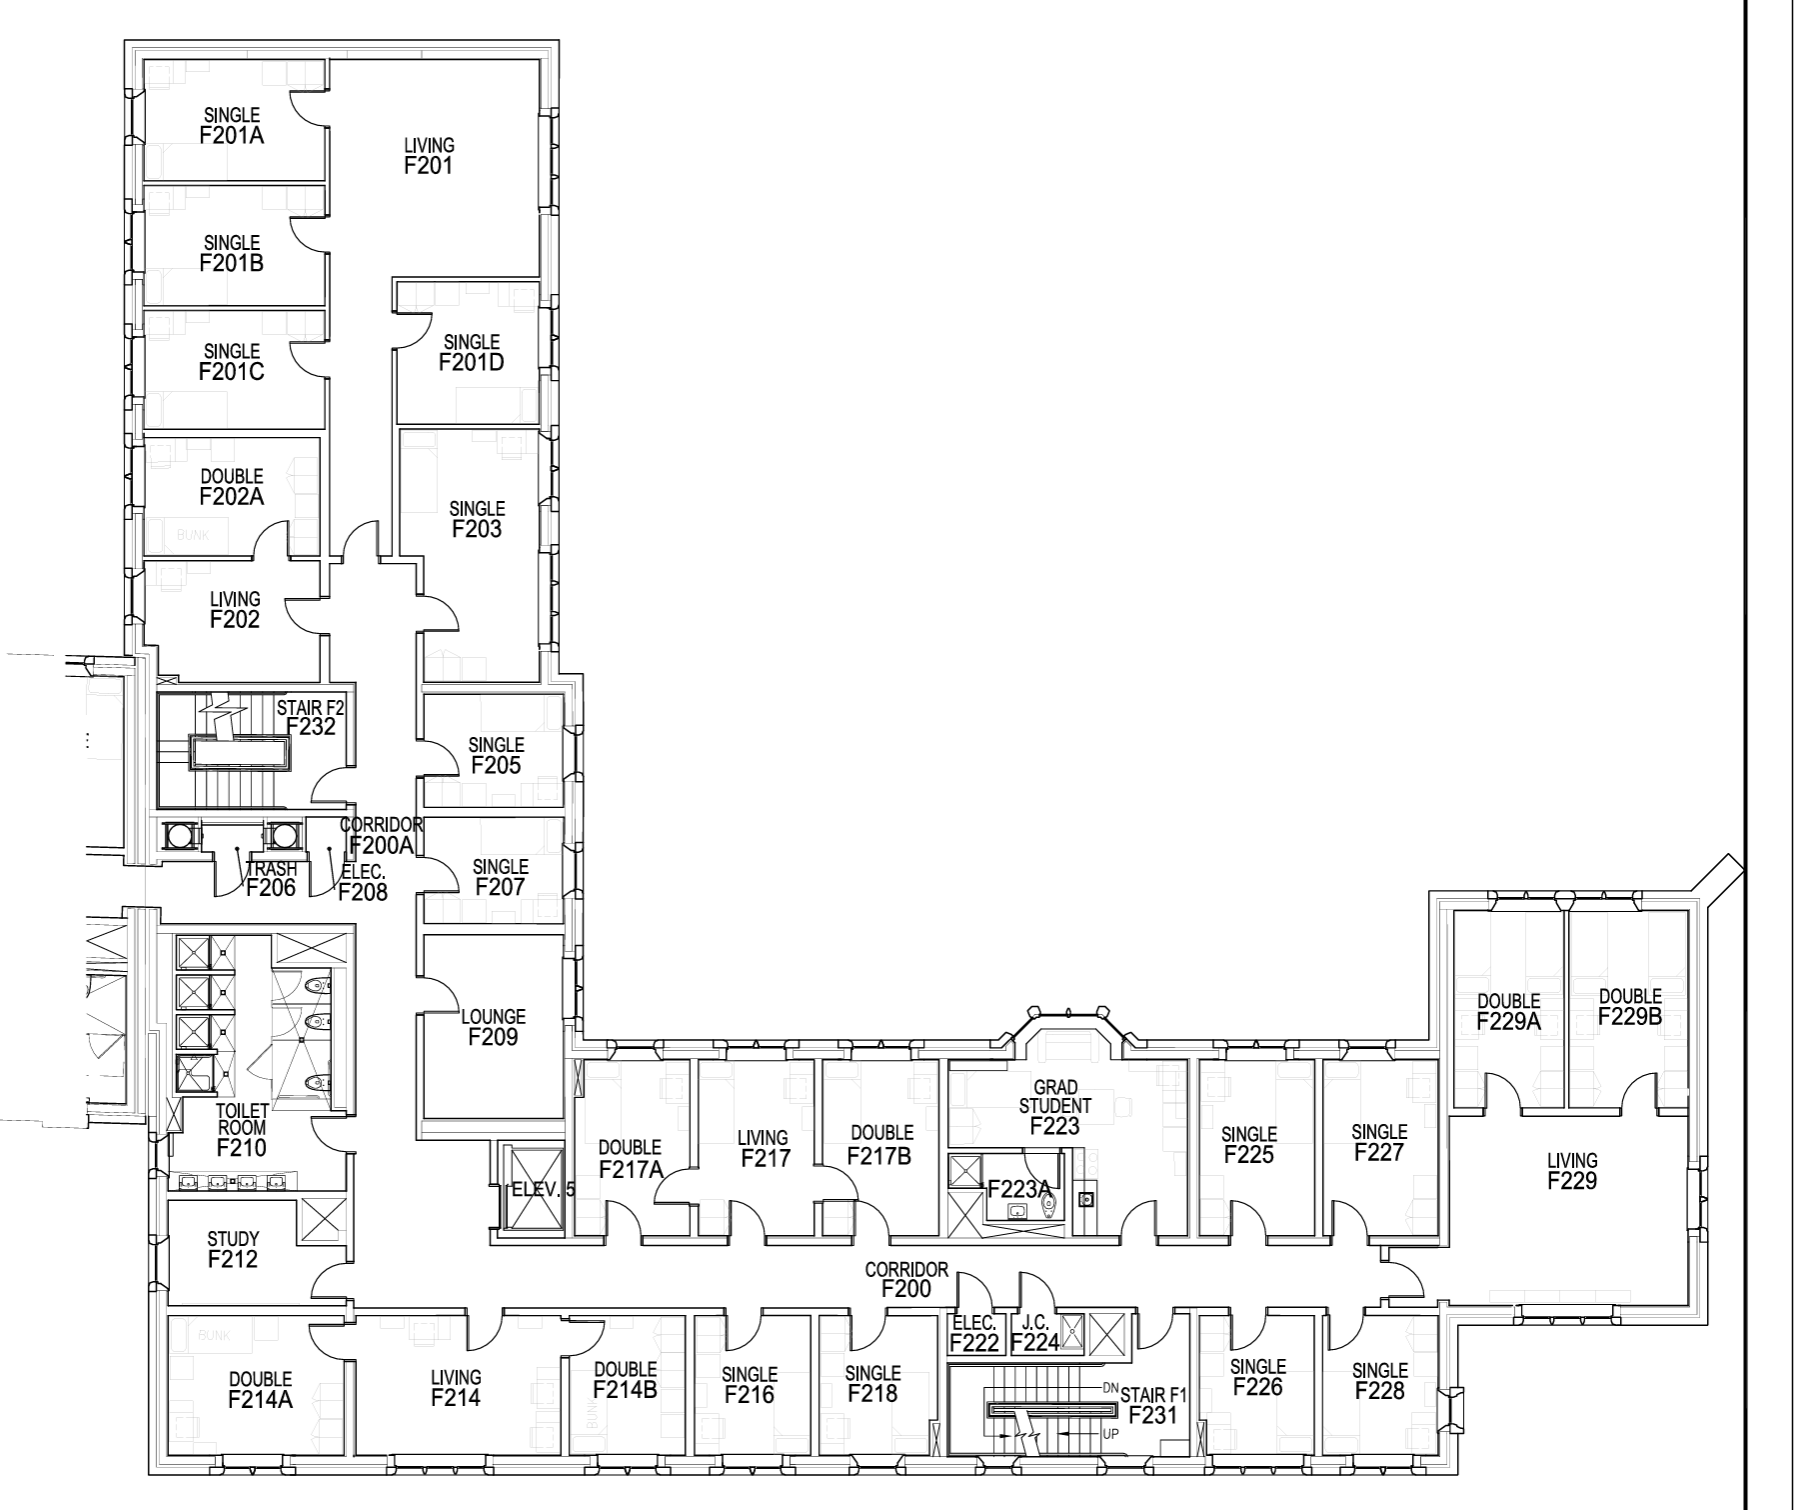 SINGLE
F201A
LIVING
F201
SINGLE
F201B
SINGLE
F201C
SINGLE
F201D
DOUBLE
F202A
BUNK
SINGLE
F203
LIVING
F202
STAIR F2
F232
SINGLE
F205
CORRIDOR
F200A
TRASH
F206
ELEC.
F208
SINGLE
F207
LOUNGE
F209
TOILET
ROOM
F210
ELEV. 5
STUDY
F212
DOUBLE
F217A
LIVING
F217
DOUBLE
F217B
GRAD
STUDENT
F223
F223A
SINGLE
F225
SINGLE
F227
DOUBLE
F229A
DOUBLE
F229B
LIVING
F229
CORRIDOR
F200
BUNK
DOUBLE
F214A
LIVING
F214
DOUBLE
F214B
BUNK
SINGLE
F216
SINGLE
F218
ELEC.
F222
J.C.
F224
DN
STAIR F1
F231
UP
SINGLE
F226
SINGLE
F228